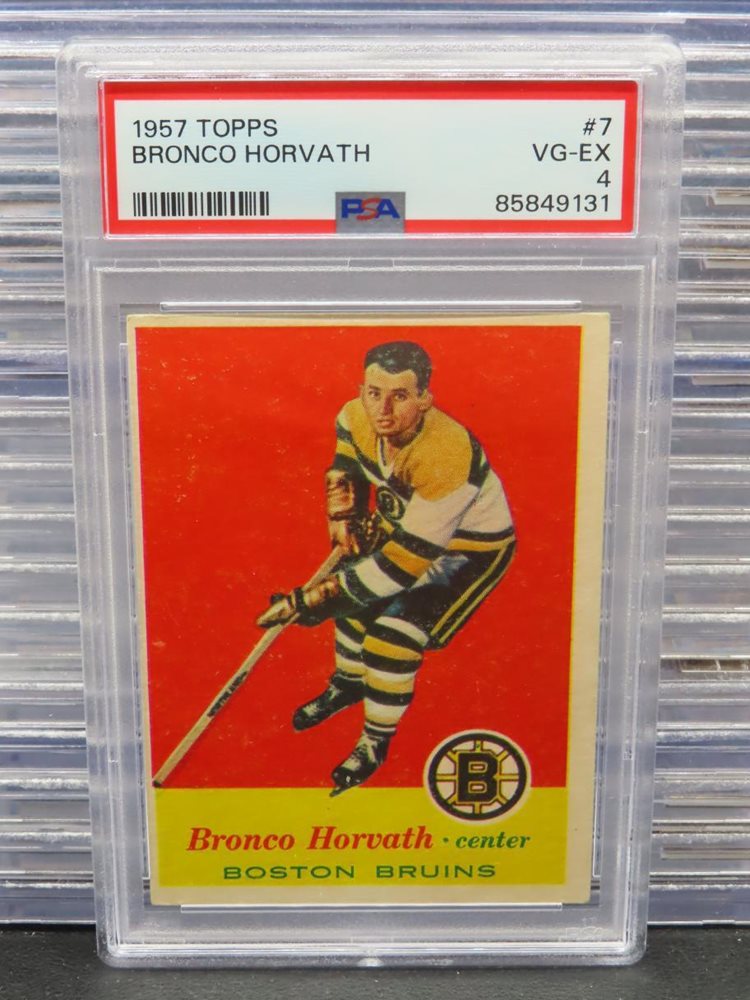 1957 TOPPS #7
BRONCO HORVATH VG-EX
4
PSA 85849131
B
Bronco Horvath · center
BOSTON BRUINS